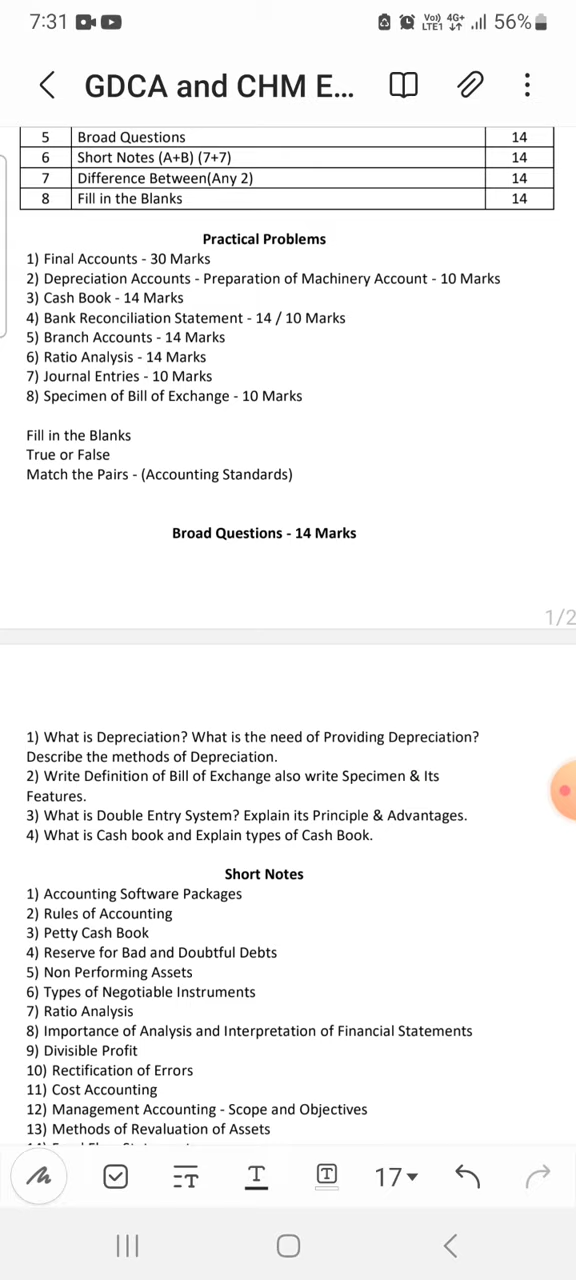 7:31
Vo)) 4G+
LTE1
56%
GDCA and CHM E...
5 Broad Questions 14
6 Short Notes (A+B) (7+7) 14
7 Difference Between(Any 2) 14
8 Fill in the Blanks 14
Practical Problems
1) Final Accounts - 30 Marks
2) Depreciation Accounts - Preparation of Machinery Account - 10 Marks
3) Cash Book - 14 Marks
4) Bank Reconciliation Statement - 14 / 10 Marks
5) Branch Accounts - 14 Marks
6) Ratio Analysis - 14 Marks
7) Journal Entries - 10 Marks
8) Specimen of Bill of Exchange - 10 Marks
Fill in the Blanks
True or False
Match the Pairs - (Accounting Standards)
Broad Questions - 14 Marks
1/2
1) What is Depreciation? What is the need of Providing Depreciation?
Describe the methods of Depreciation.
2) Write Definition of Bill of Exchange also write Specimen & Its
Features.
3) What is Double Entry System? Explain its Principle & Advantages.
4) What is Cash book and Explain types of Cash Book.
Short Notes
1) Accounting Software Packages
2) Rules of Accounting
3) Petty Cash Book
4) Reserve for Bad and Doubtful Debts
5) Non Performing Assets
6) Types of Negotiable Instruments
7) Ratio Analysis
8) Importance of Analysis and Interpretation of Financial Statements
9) Divisible Profit
10) Rectification of Errors
11) Cost Accounting
12) Management Accounting - Scope and Objectives
13) Methods of Revaluation of Assets
T T T 17